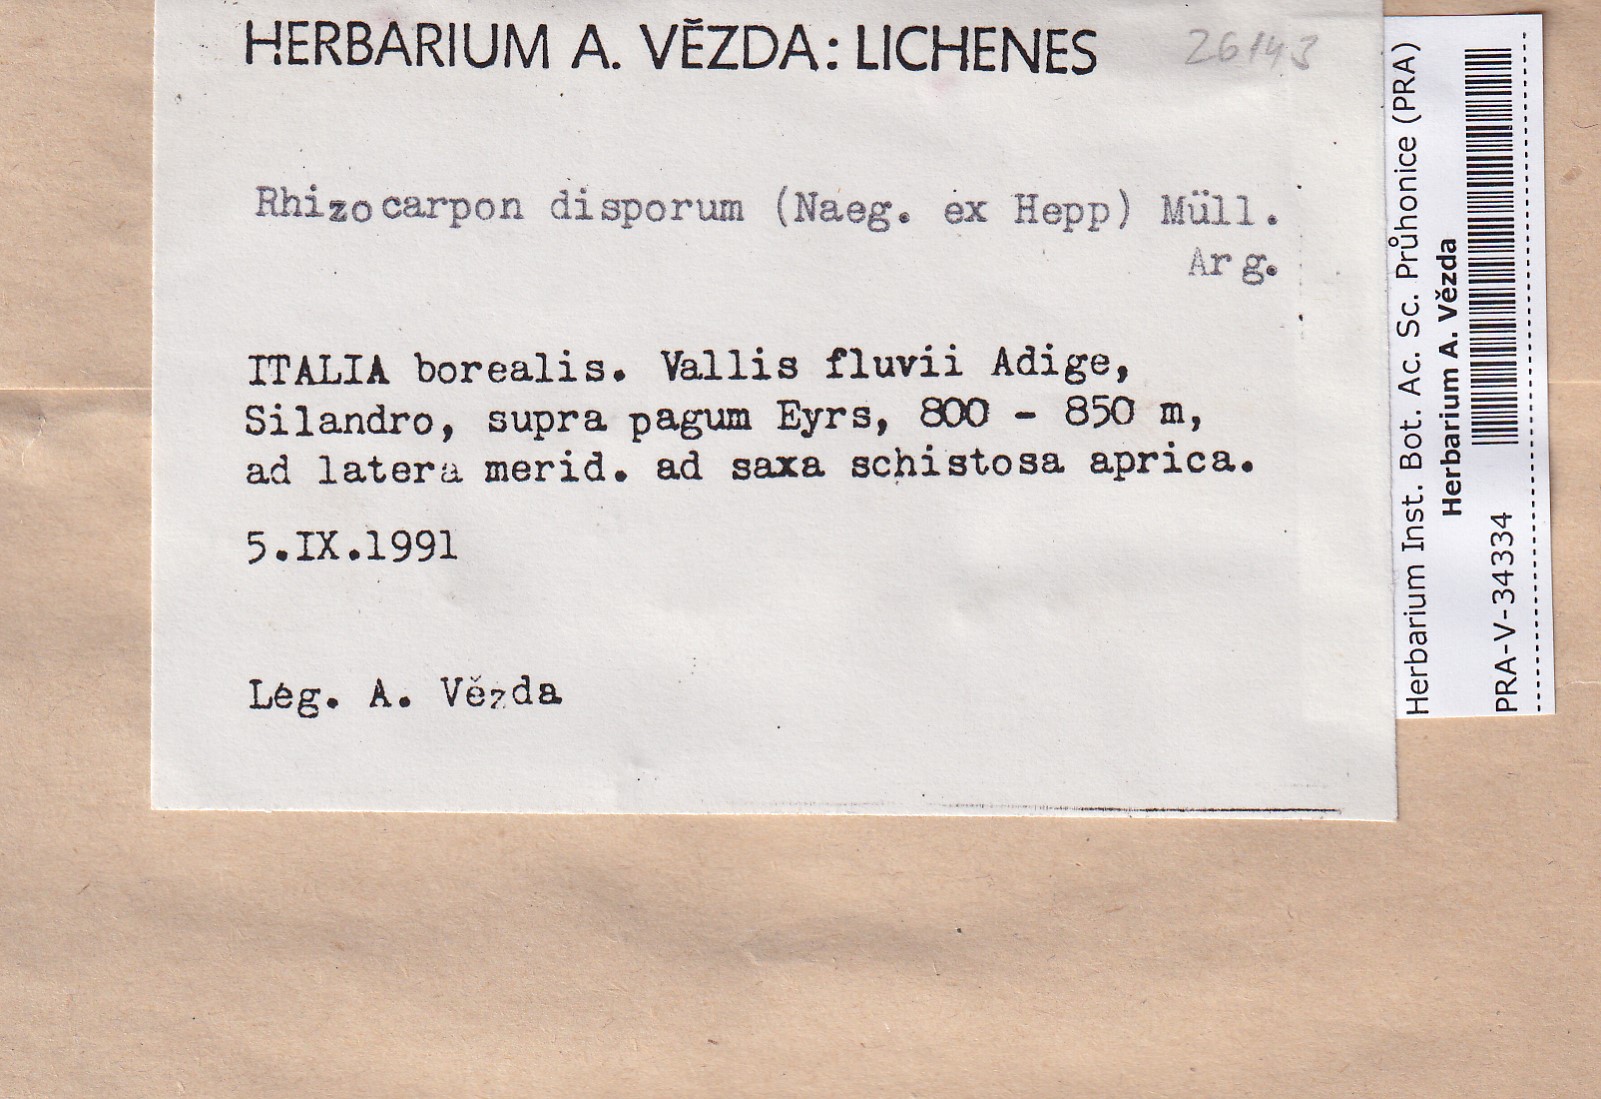 HERBARIUM A. VĚZDA: LICHENES
26143
Rhizocarpon disporum (Naeg. ex Hepp) Müll.
Arg.
ITALIA borealis. Vallis fluvii Adige,
Silandro, supra pagum Eyrs, 800 - 850 m,
ad latera merid. ad saxa schistosa aprica.
5.IX.1991
Leg. A. Vězda
Herbarium Inst. Bot. Ac. Sc. Průhonice (PRA)
Herbarium A. Vězda
PRA-V-34334